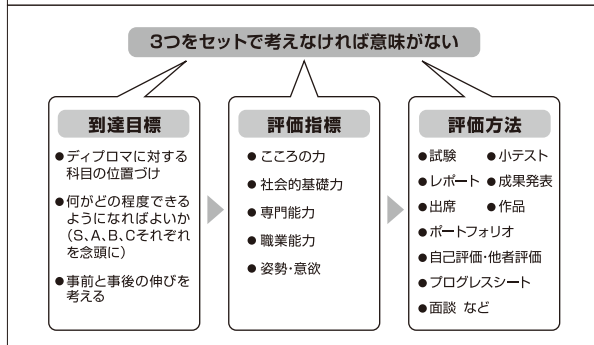 3つをセットで考えなければ意味がない
到達目標
●ディプロマに対する
科目の位置づけ
●何がどの程度できる
ようになればよいか
（S、A、B、Cそれぞれ
を念頭に）
●事前と事後の伸びを
考える
評価指標
●こころの力
●社会的基礎力
●専門能力
●職業能力
●姿勢・意欲
評価方法
●試験 ●小テスト
●レポート ●成果発表
●出席 ●作品
●ポートフォリオ
●自己評価・他者評価
●プログレスシート
●面談 など